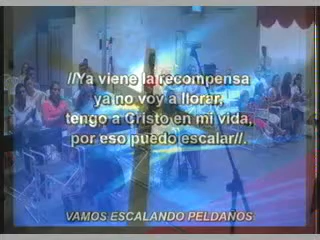 //Ya viene la recompensa
ya no voy a llorar,
tengo a Cristo en mi vida,
por eso puedo escalar//.
VAMOS ESCALANDO PELDAÑOS